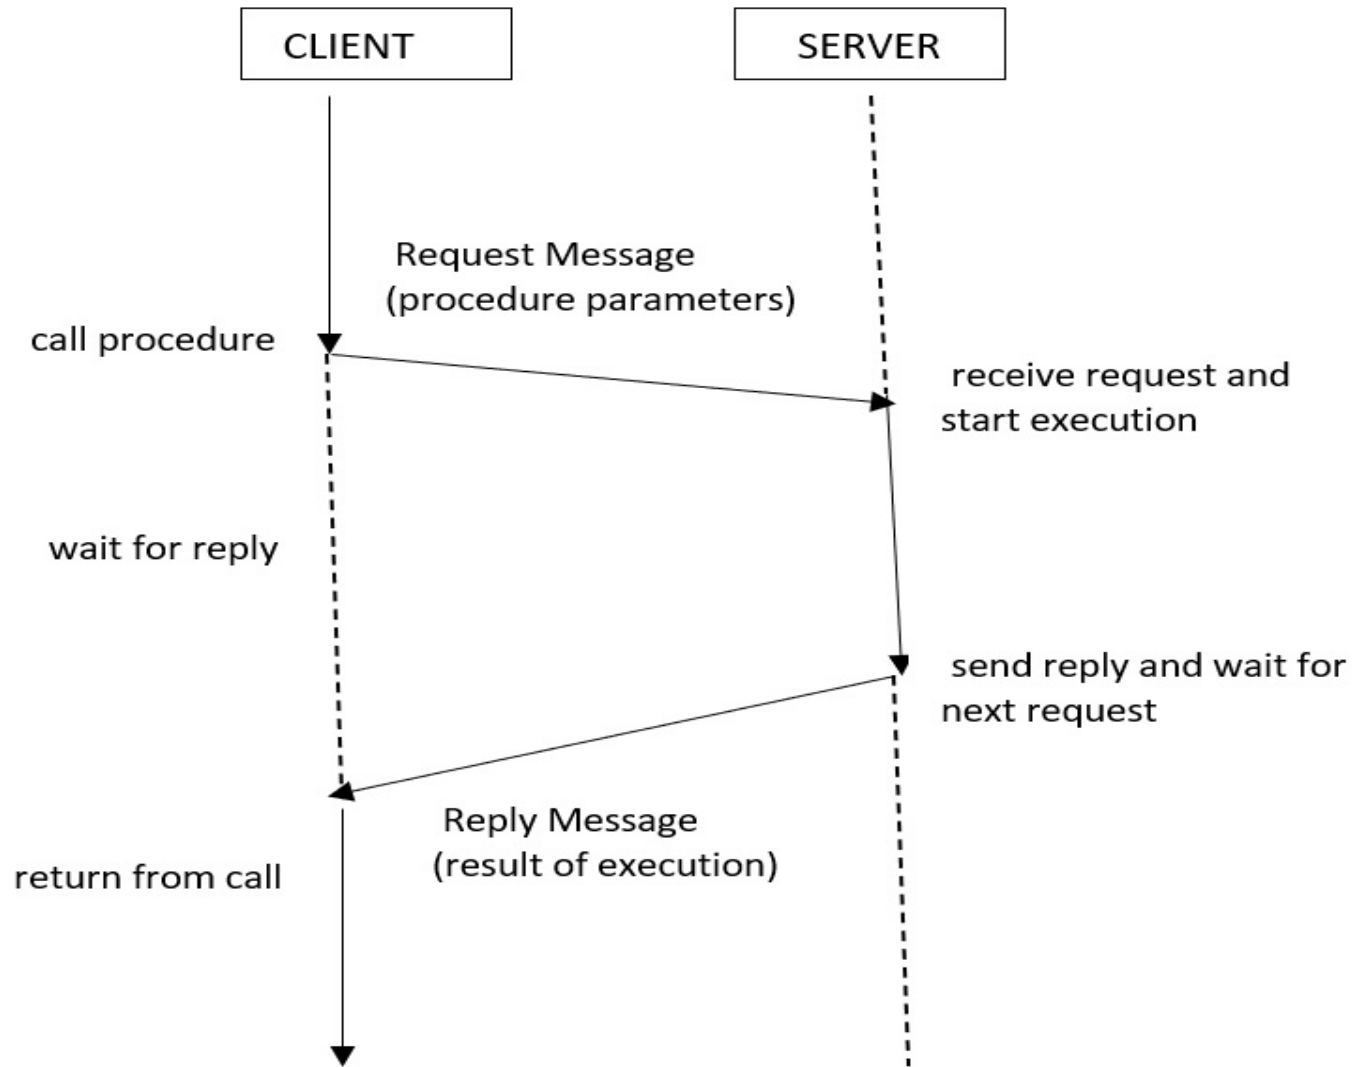 CLIENT
SERVER
Request Message
(procedure parameters)
call procedure
receive request and
start execution
wait for reply
send reply and wait for
next request
Reply Message
(result of execution)
return from call